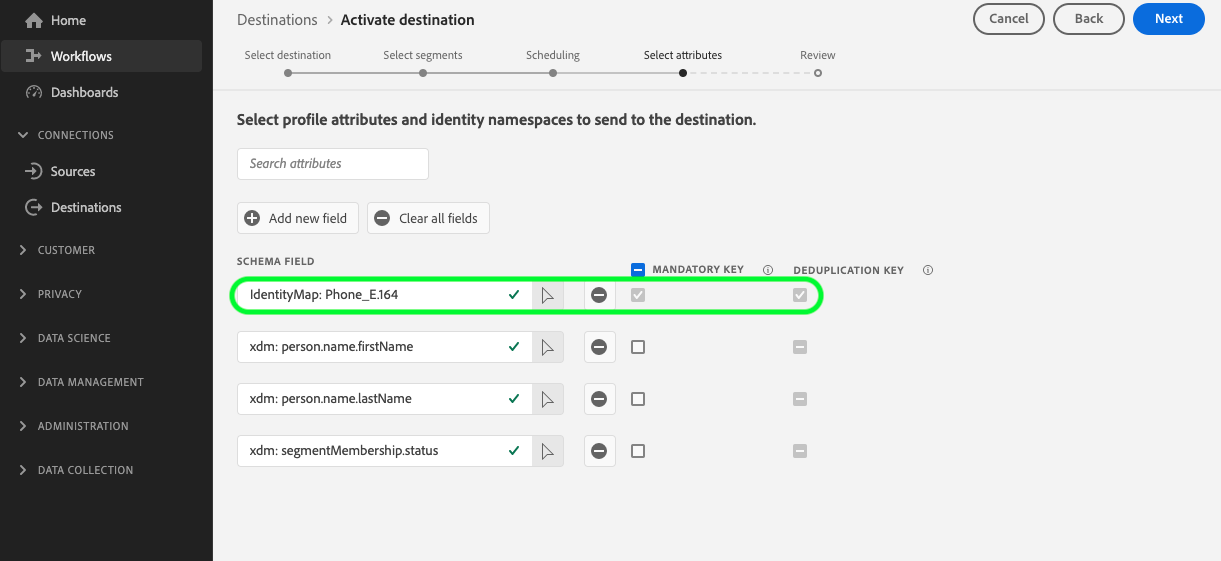 Home
Workflows
Dashboards
CONNECTIONS
Sources
Destinations
CUSTOMER
PRIVACY
DATA SCIENCE
DATA MANAGEMENT
ADMINISTRATION
DATA COLLECTION
Destinations > Activate destination
Cancel
Back
Next
Select destination
Select segments
Scheduling
Select attributes
Review
Select profile attributes and identity namespaces to send to the destination.
Search attributes
Add new field
Clear all fields
SCHEMA FIELD
MANDATORY KEY
DEDUPLICATION KEY
IdentityMap: Phone_E.164
xdm: person.name.firstName
xdm: person.name.lastName
xdm: segmentMembership.status